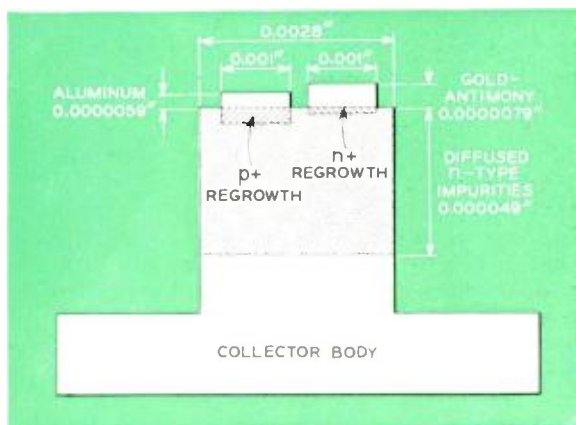 0.0028"
0.001" 0.001"
ALUMINUM
0.0000059"
GOLD-
ANTIMONY
0.0000079"
p+
REGROWTH
n+
REGROWTH
DIFFUSED
n-TYPE
IMPURITIES
0.000049"
COLLECTOR BODY